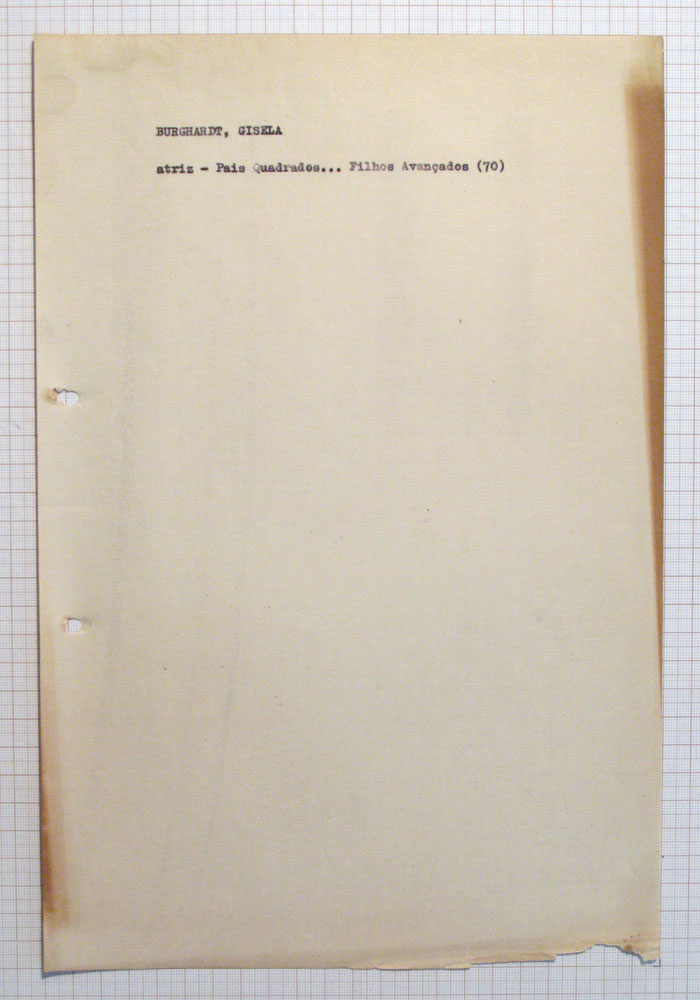 BURGHARDT, GISELA
atriz - Pais Quadrados... Filhos Avançados (70)